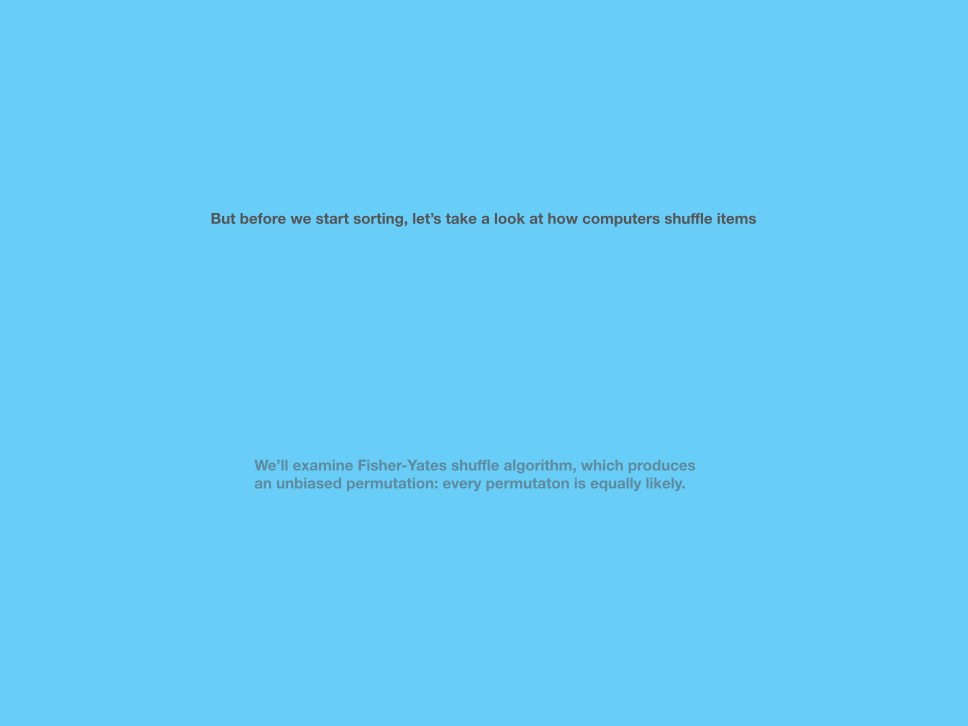 But before we start sorting, let’s take a look at how computers shuffle items
We’ll examine Fisher-Yates shuffle algorithm, which produces
an unbiased permutation: every permutaton is equally likely.